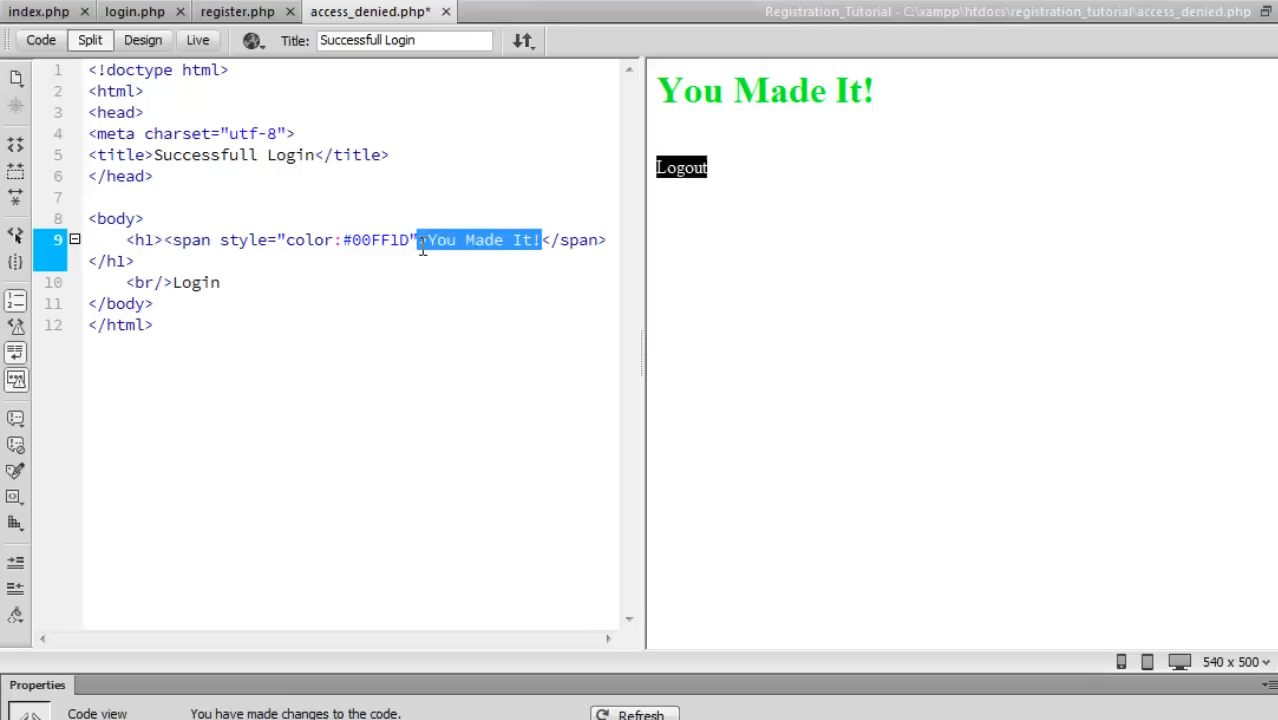 index.php × login.php × register.php × access_denied.php* × Registration_Tutorial - C:\xampp\htdocs\registration_tutorial\access_denied.php
Code Split Design Live Title: Successfull Login
1 <!doctype html>
2 <html>
3 <head>
4 <meta charset="utf-8">
5 <title>Successfull Login</title>
6 </head>
7
8 <body>
9 <h1><span style="color:#00FF1D">You Made It!</span>
</h1>
10 <br/>Login
11 </body>
12 </html>
You Made It!
Logout
540 x 500
Properties
Code view You have made changes to the code. Refresh